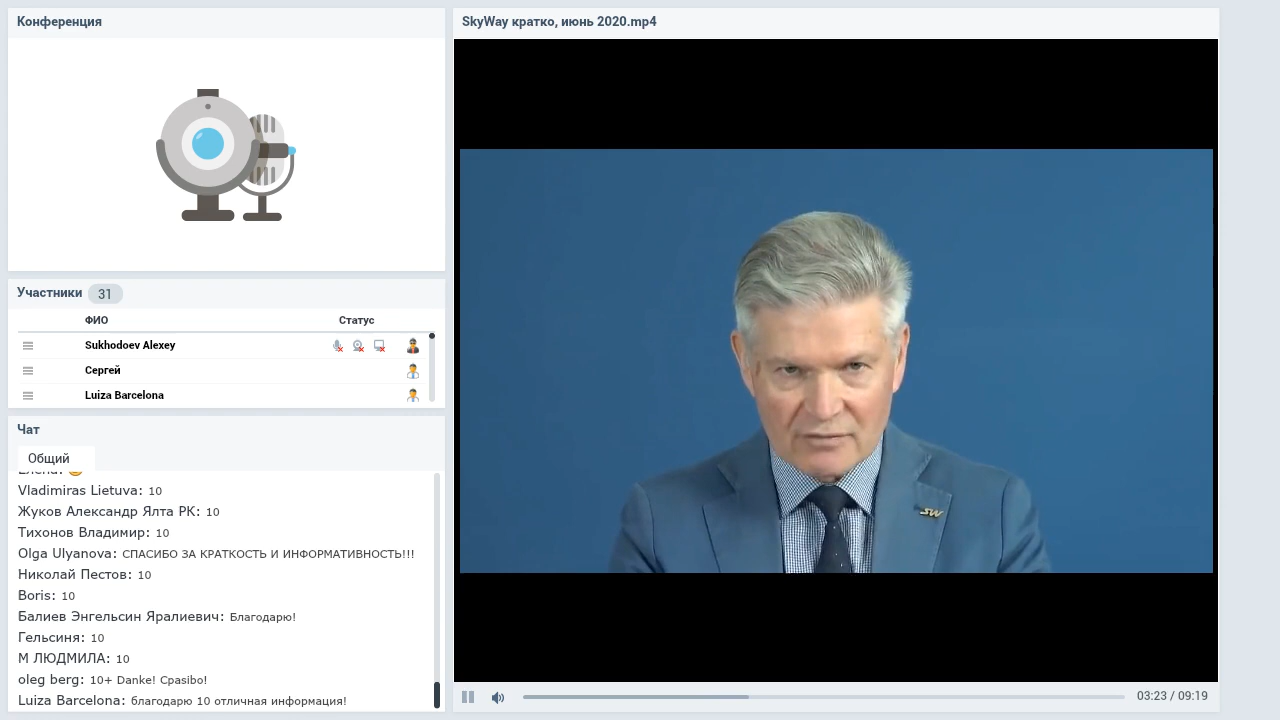 Конференция
SkyWay кратко, июнь 2020.mp4
Участники 31
ФИО Статус
Sukhodoev Alexey
Сергей
Luiza Barcelona
Чат
Общий
Елена:
Vladimiras Lietuva: 10
Жуков Александр Ялта РК: 10
Тихонов Владимир: 10
Olga Ulyanova: СПАСИБО ЗА КРАТКОСТЬ И ИНФОРМАТИВНОСТЬ!!!
Николай Пестов: 10
Boris: 10
Балиев Энгельсин Яралиевич: Благодарю!
Гельсиня: 10
М ЛЮДМИЛА: 10
oleg berg: 10+ Danke! Cpasibo!
Luiza Barcelona: благодарю 10 отличная информация!
SW
03:23 / 09:19